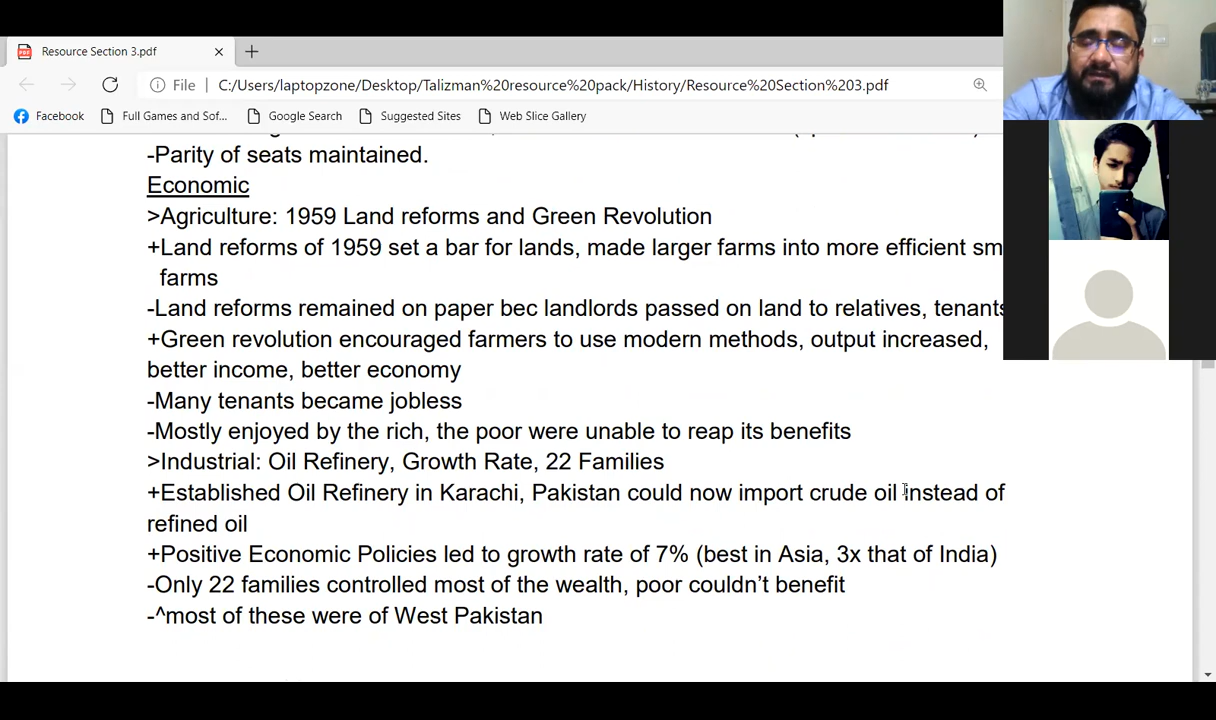 Resource Section 3.pdf
File
C:/Users/laptopzone/Desktop/Talizman%20resource%20pack/History/Resource%20Section%203.pdf
Facebook
Full Games and Sof...
Google Search
Suggested Sites
Web Slice Gallery
-Parity of seats maintained.
Economic
>Agriculture: 1959 Land reforms and Green Revolution
+Land reforms of 1959 set a bar for lands, made larger farms into more efficient
farms
-Land reforms remained on paper bec landlords passed on land to relatives, tenants
+Green revolution encouraged farmers to use modern methods, output increased,
better income, better economy
-Many tenants became jobless
-Mostly enjoyed by the rich, the poor were unable to reap its benefits
>Industrial: Oil Refinery, Growth Rate, 22 Families
+Established Oil Refinery in Karachi, Pakistan could now import crude oil instead of
refined oil
+Positive Economic Policies led to growth rate of 7% (best in Asia, 3x that of India)
-Only 22 families controlled most of the wealth, poor couldn’t benefit
-^most of these were of West Pakistan